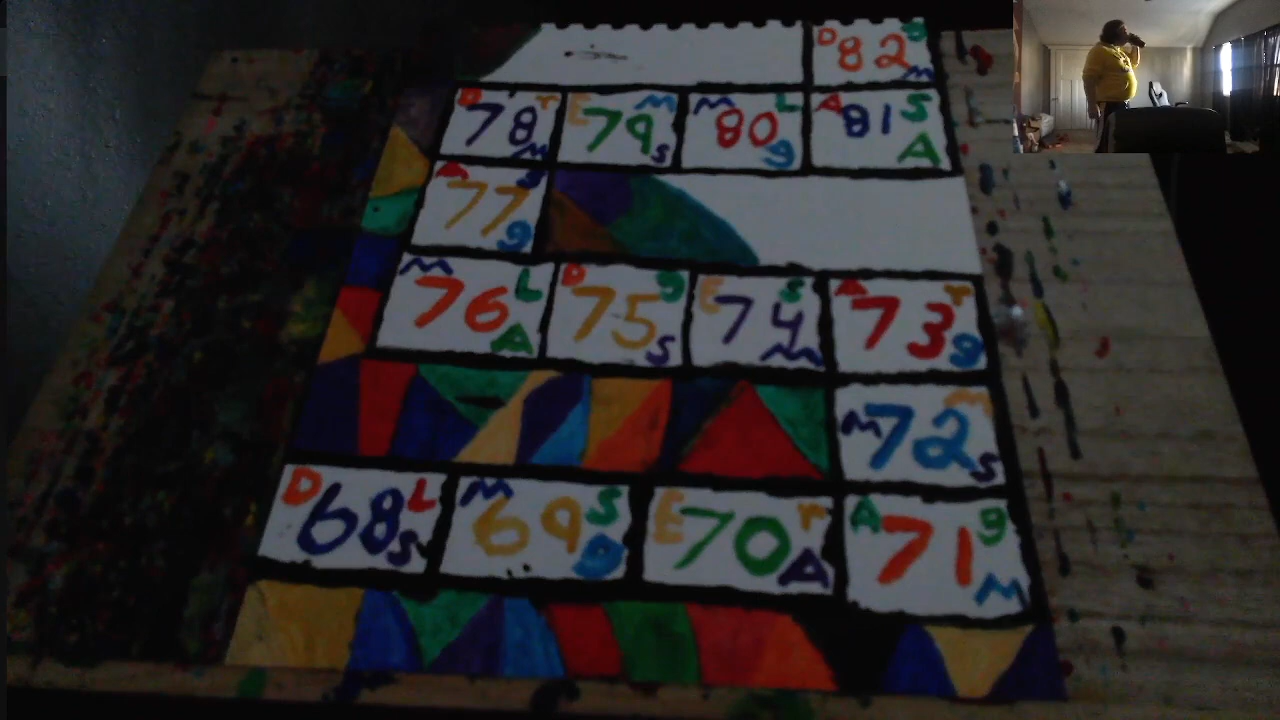 D 82 S m
D 78 r m
E 79 m s
m 80 L g
A 81 S A
A 77 S g
m 76 L A
D 75 g s
E 74 S m
A 73 r g
m 72 m s
D 68 L s
m 69 S g
E 70 r A
A 71 g m